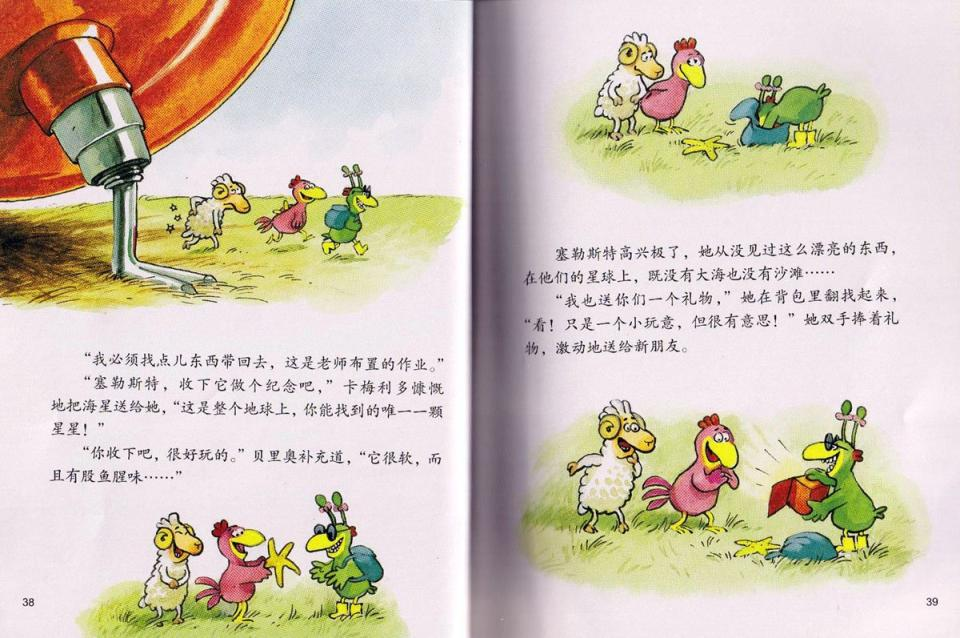 “我必须找点儿东西带回去，这是老师布置的作业。”
“塞勒斯特，收下它做个纪念吧，”卡梅利多慷慨
地把海星送给她，“这是整个地球上，你能找到的唯一一颗
星星！”
“你收下吧，很好玩的。”贝里奥补充道，“它很软，而
且有股鱼腥味……”
38
塞勒斯特高兴极了，她从没见过这么漂亮的东西，
在他们的星球上，既没有大海也没有沙滩……
“我也送你们一个礼物，”她在背包里翻找起来，
“看！只是一个小玩意，但很有意思！”她双手捧着礼
物，激动地送给新朋友。
39